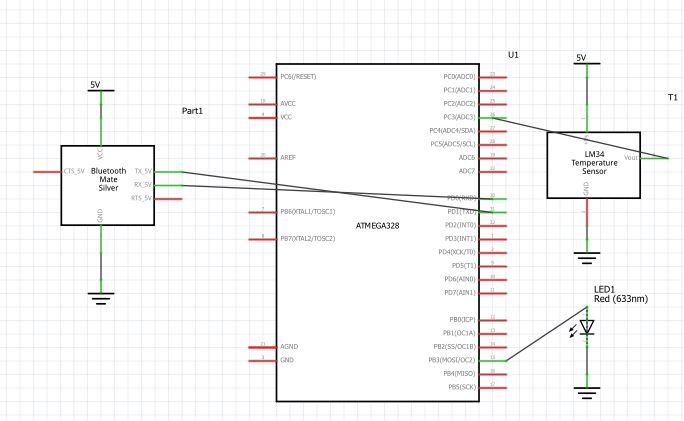 U1
5V
T1
5V
Part1
VCC
CTS_5V
Bluetooth
Mate
Silver
TX_5V
RX_5V
RTS_5V
GND
PC6(/RESET)
AVCC
VCC
AREF
PB6(XTAL1/TOSC1)
PB7(XTAL2/TOSC2)
AGND
GND
ATMEGA328
PC0(ADC0)
PC1(ADC1)
PC2(ADC2)
PC3(ADC3)
PC4(ADC4/SDA)
PC5(ADC5/SCL)
ADC6
ADC7
PD0(RXD)
PD1(TXD)
PD2(INT0)
PD3(INT1)
PD4(XCK/T0)
PD5(T1)
PD6(AIN0)
PD7(AIN1)
PB0(ICP)
PB1(OC1A)
PB2(SS/OC1B)
PB3(MOSI/OC2)
PB4(MISO)
PB5(SCK)
LM34
Temperature
Sensor
Vout
GND
LED1
Red (633nm)